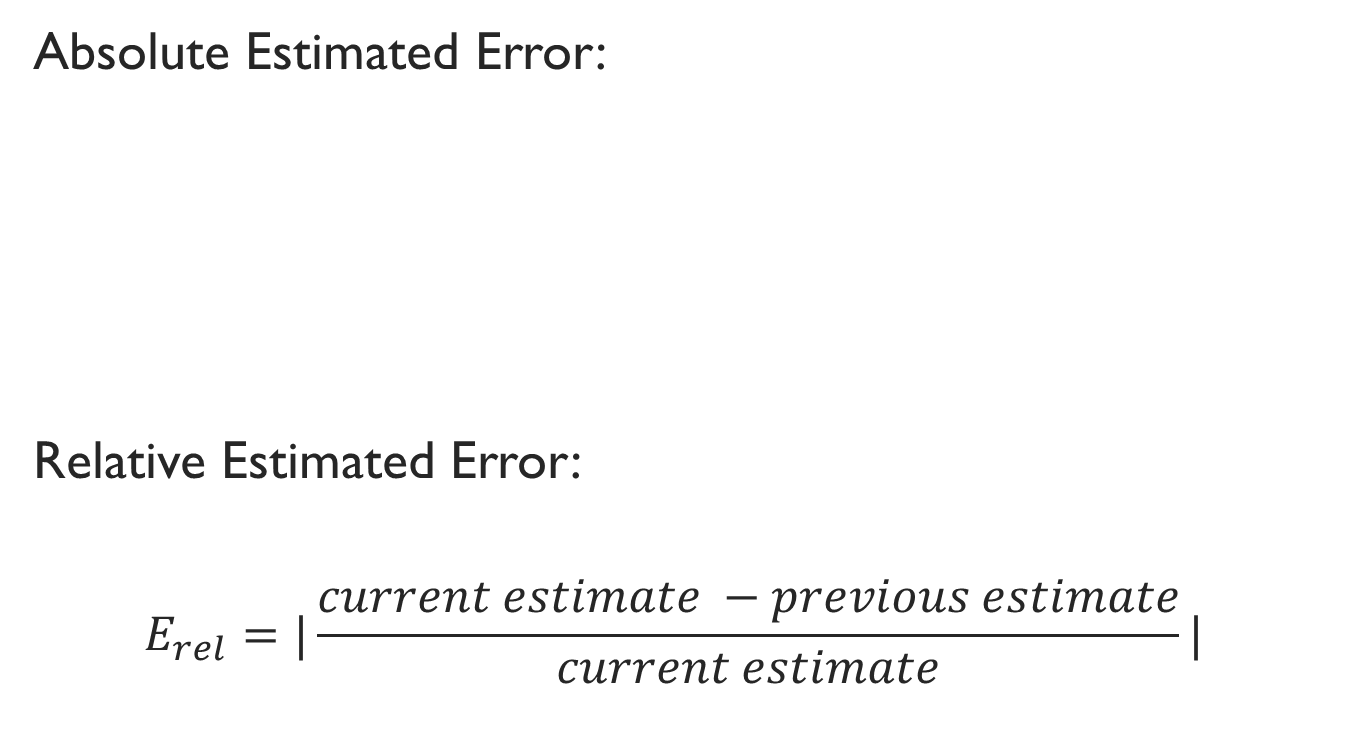 Absolute Estimated Error:
Relative Estimated Error:
E_rel = | (current estimate − previous estimate) / (current estimate) |